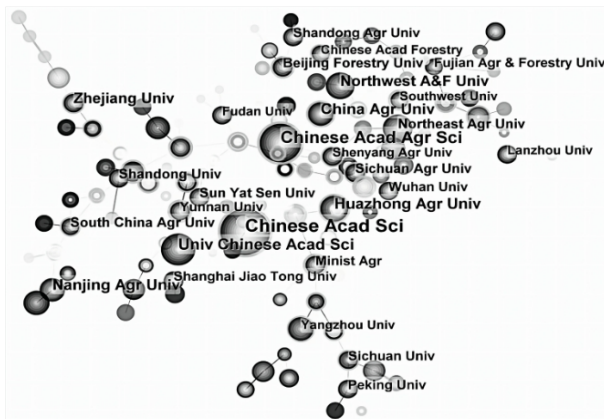 Shandong Agr Univ
Chinese Acad Forestry
Beijing Forestry Univ
Fujian Agr & Forestry Univ
Northwest A&F Univ
Zhejiang Univ
Southwest Univ
Fudan Univ
China Agr Univ
Northeast Agr Univ
Chinese Acad Agr Sci
Shenyang Agr Univ
Lanzhou Univ
Shandong Univ
Sichuan Agr Univ
Wuhan Univ
Sun Yat Sen Univ
Yunnan Univ
Huazhong Agr Univ
South China Agr Univ
Chinese Acad Sci
Univ Chinese Acad Sci
Minist Agr
Shanghai Jiao Tong Univ
Nanjing Agr Univ
Yangzhou Univ
Sichuan Univ
Peking Univ